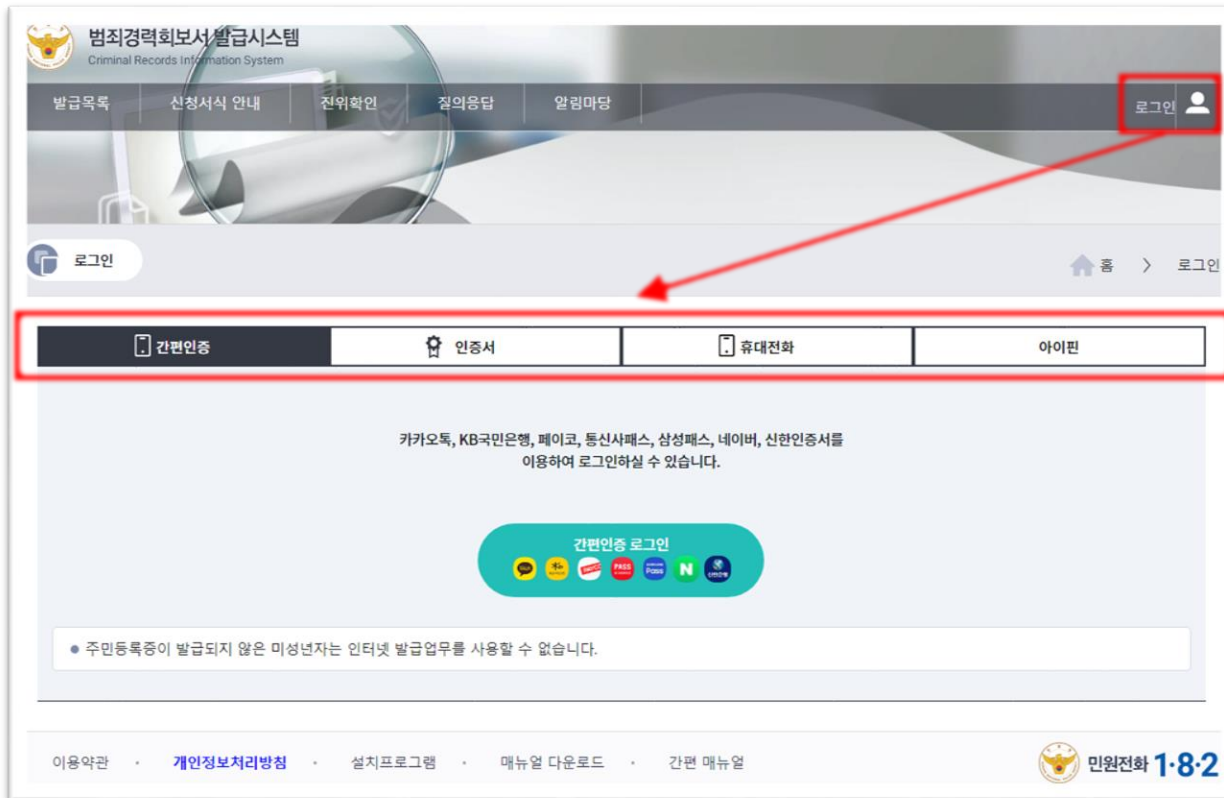 범죄경력회보서 발급시스템
Criminal Records Information System
발급목록 신청서식 안내 진위확인 질의응답 알림마당 로그인
로그인
홈 > 로그인
간편인증 인증서 휴대전화 아이핀
카카오톡, KB국민은행, 페이코, 통신사패스, 삼성패스, 네이버, 신한인증서를
이용하여 로그인하실 수 있습니다.
간편인증 로그인
PASS Pass N
주민등록증이 발급되지 않은 미성년자는 인터넷 발급업무를 사용할 수 없습니다.
이용약관 · 개인정보처리방침 · 설치프로그램 · 매뉴얼 다운로드 · 간편 매뉴얼
민원전화 1·8·2